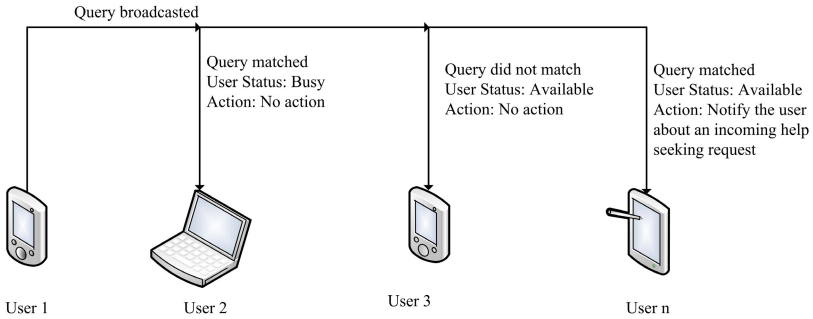 Query broadcasted
Query matched
User Status: Busy
Action: No action
Query did not match
User Status: Available
Action: No action
Query matched
User Status: Available
Action: Notify the user
about an incoming help
seeking request
User 1
User 2
User 3
User n